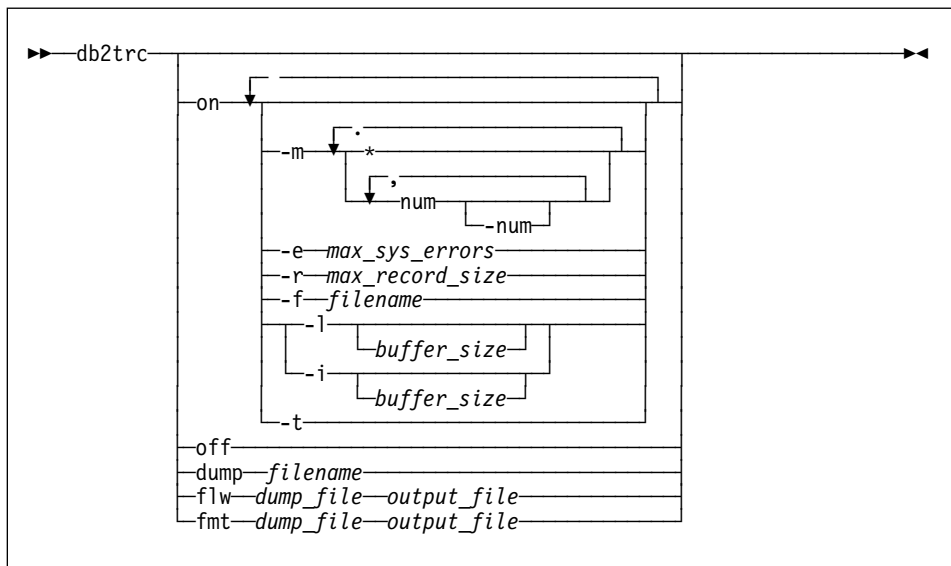 db2trc
on
.
-m *
,
num
-num
-e max_sys_errors
-r max_record_size
-f filename
-l
buffer_size
-i
buffer_size
-t
off
dump filename
flw dump_file output_file
fmt dump_file output_file